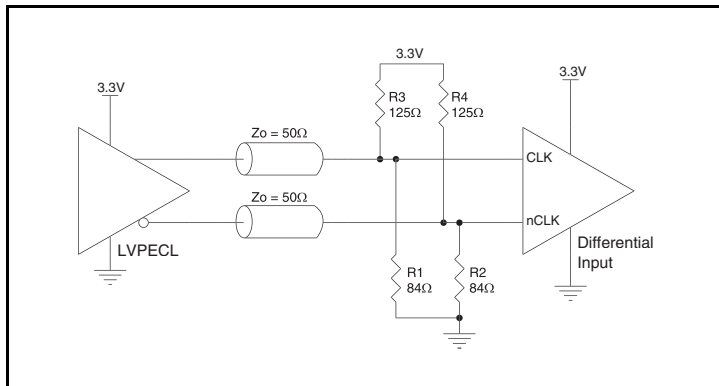 3.3V
3.3V
3.3V
R3
125Ω
R4
125Ω
Zo = 50Ω
CLK
Zo = 50Ω
nCLK
LVPECL
Differential
Input
R1
84Ω
R2
84Ω